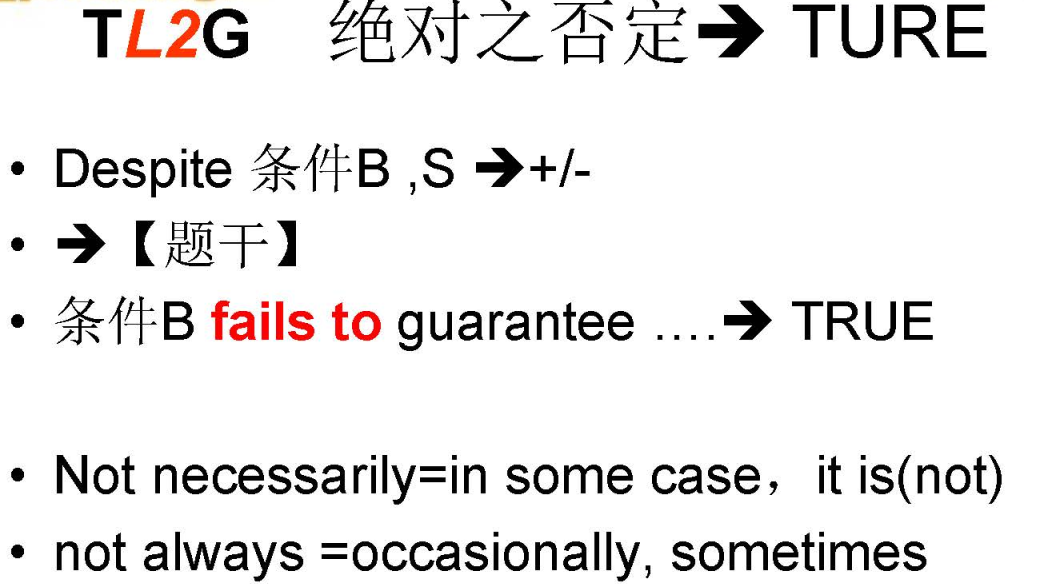 TL2G 绝对之否定➔ TURE
• Despite 条件B ,S ➔+/-
• ➔【题干】
• 条件B fails to guarantee ….➔ TRUE
• Not necessarily=in some case，it is(not)
• not always =occasionally, sometimes